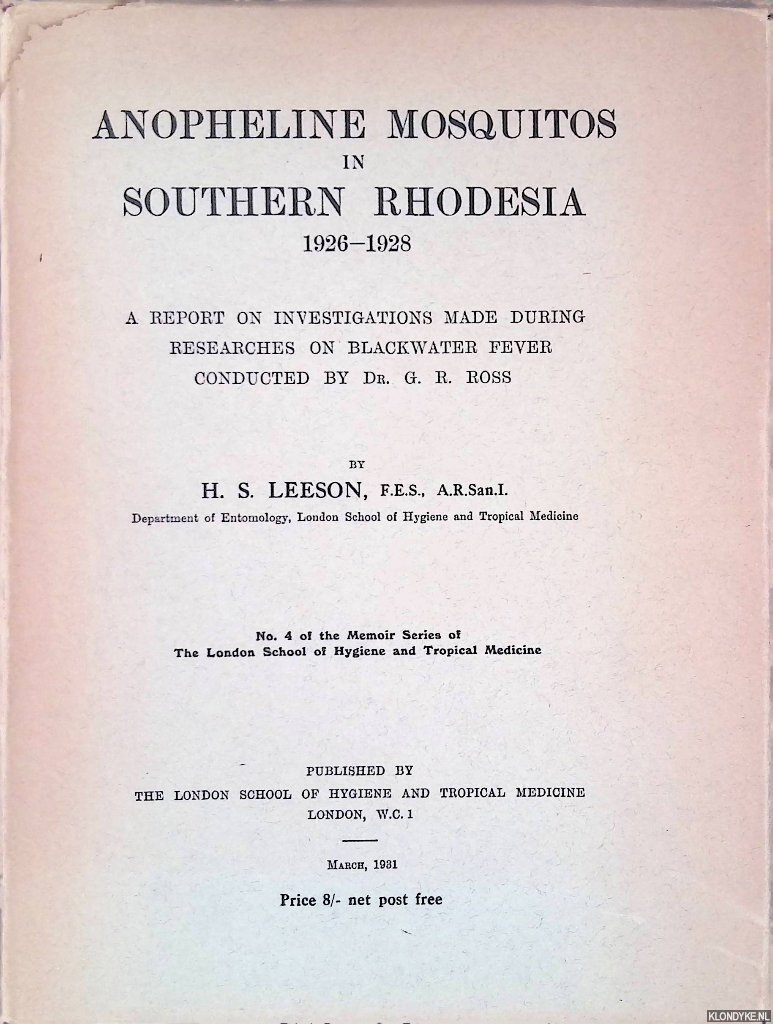 ANOPHELINE MOSQUITOS
IN
SOUTHERN RHODESIA
1926–1928
A REPORT ON INVESTIGATIONS MADE DURING
RESEARCHES ON BLACKWATER FEVER
CONDUCTED BY DR. G. R. ROSS
BY
H. S. LEESON, F.E.S., A.R.San.I.
Department of Entomology, London School of Hygiene and Tropical Medicine
No. 4 of the Memoir Series of
The London School of Hygiene and Tropical Medicine
PUBLISHED BY
THE LONDON SCHOOL OF HYGIENE AND TROPICAL MEDICINE
LONDON, W.C. 1
MARCH, 1931
Price 8/- net post free
KLONDYKE.NL